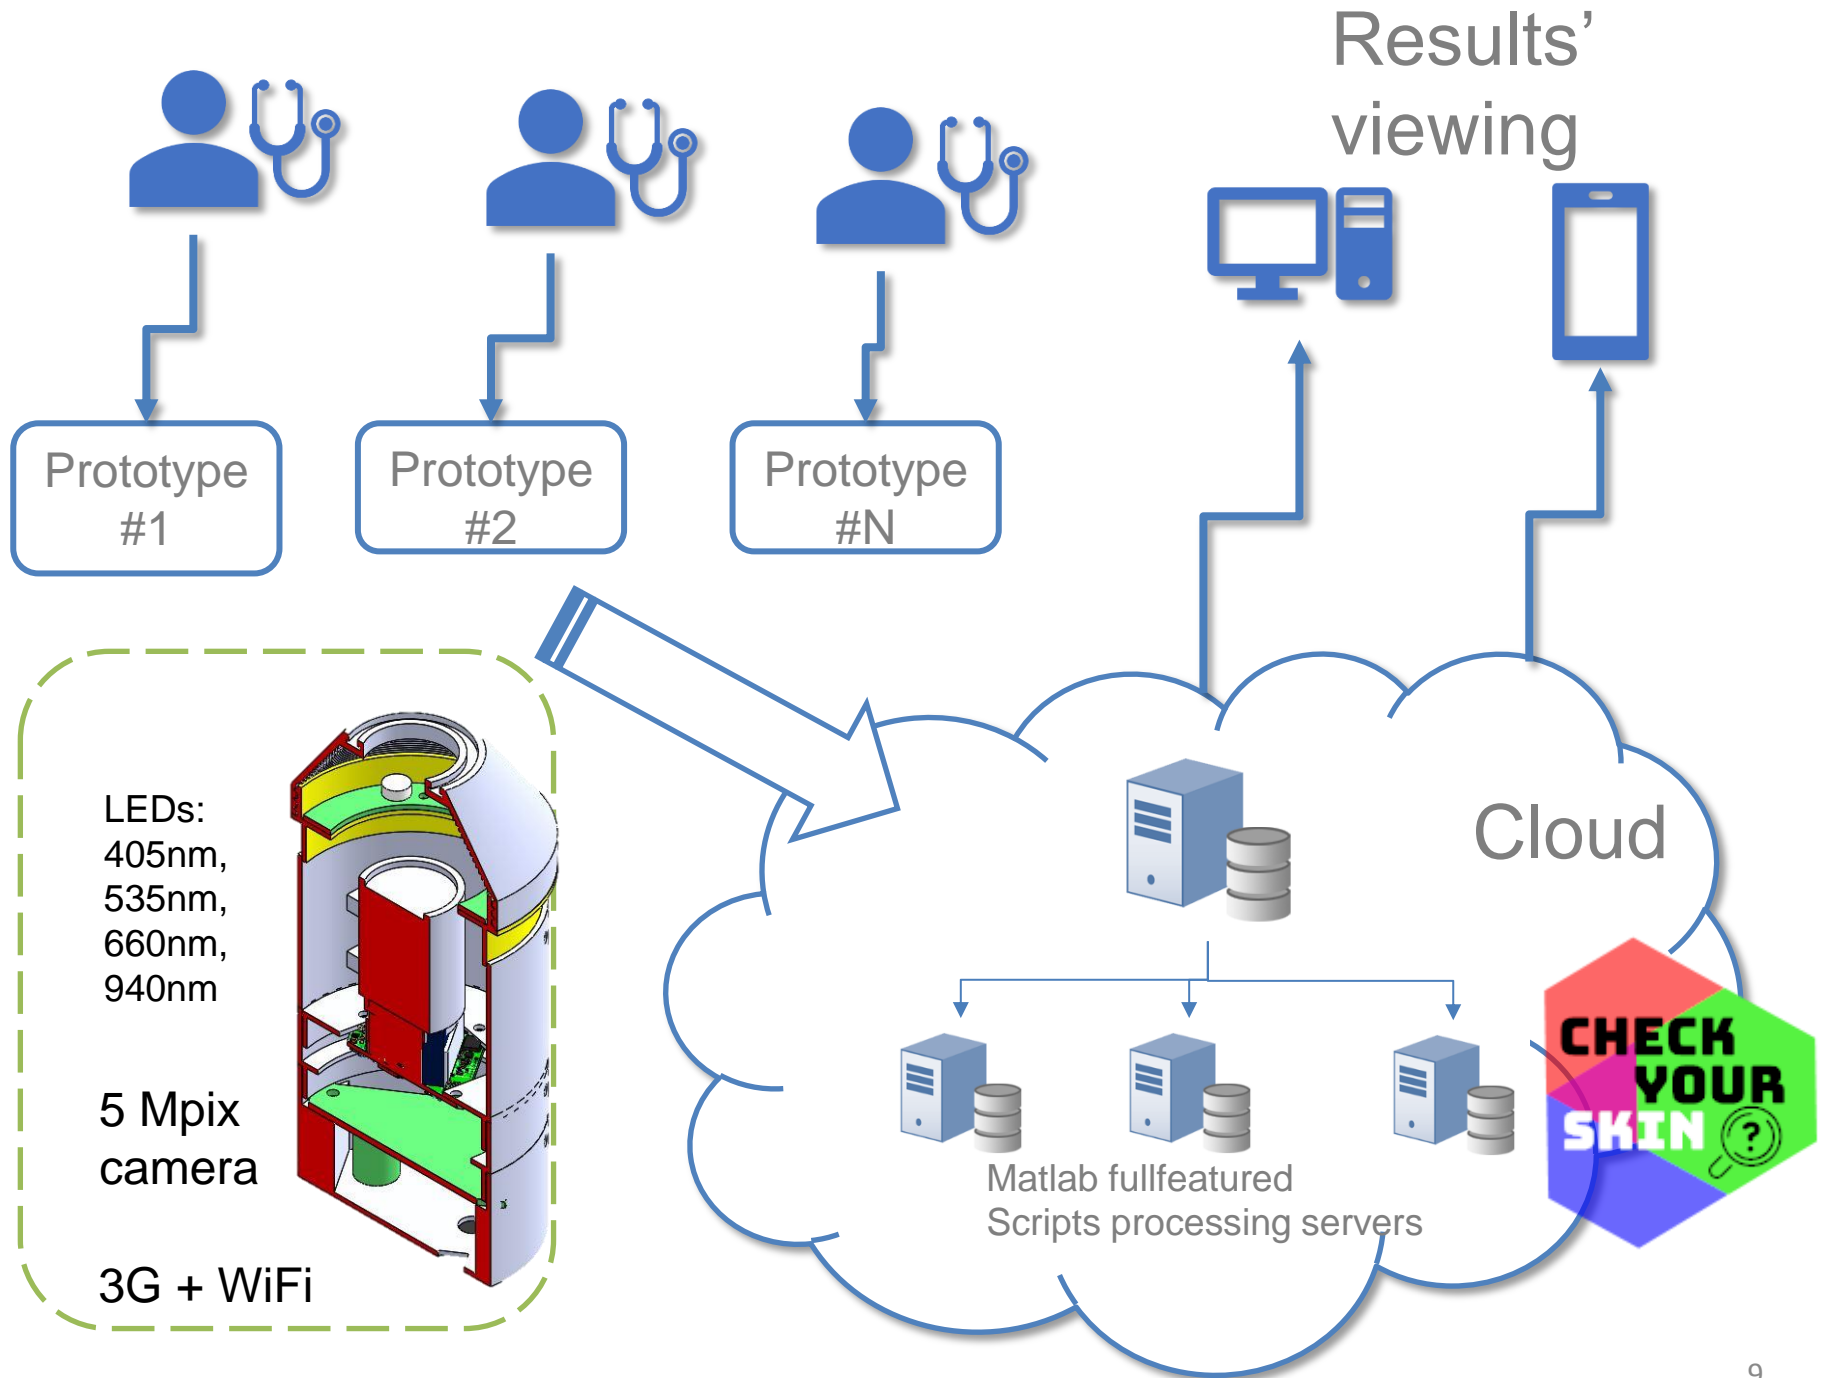 Results’
viewing
Prototype
#1
Prototype
#2
Prototype
#N
LEDs:
405nm,
535nm,
660nm,
940nm
5 Mpix
camera
3G + WiFi
Cloud
Matlab fullfeatured
Scripts processing servers
CHECK
YOUR
SKIN ?
9